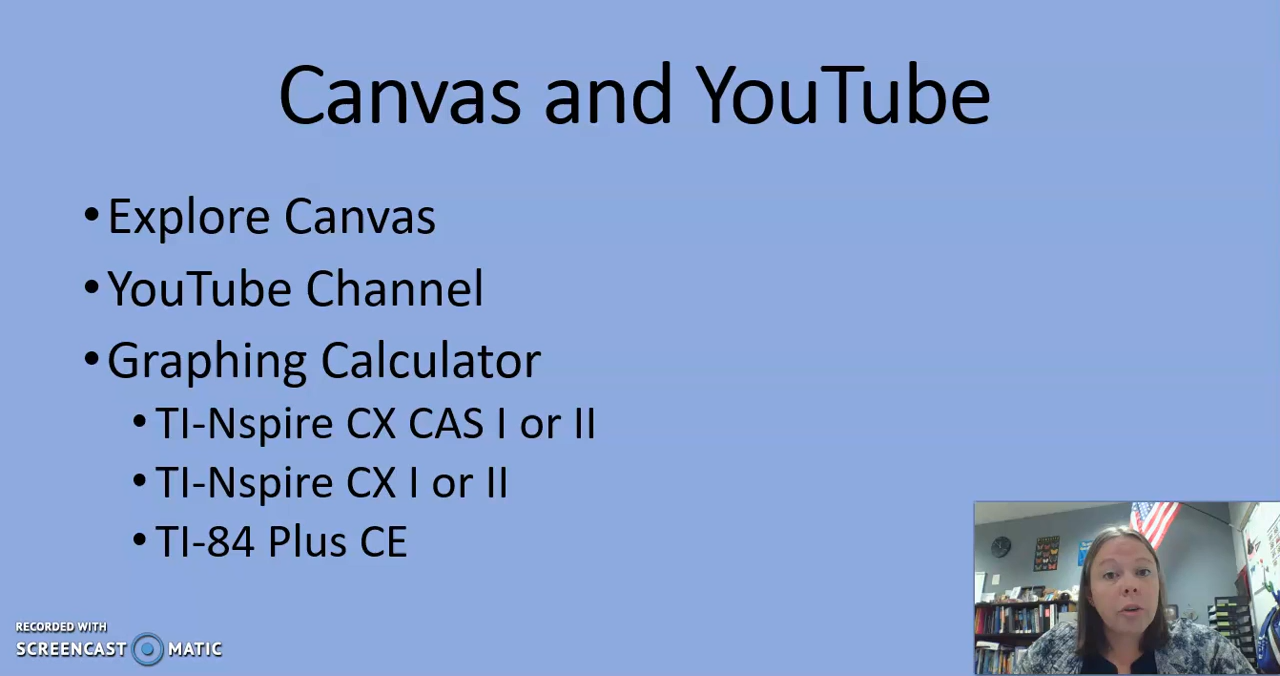 Canvas and YouTube
•Explore Canvas
•YouTube Channel
•Graphing Calculator
•TI-Nspire CX CAS I or II
•TI-Nspire CX I or II
•TI-84 Plus CE
RECORDED WITH
SCREENCAST MATIC